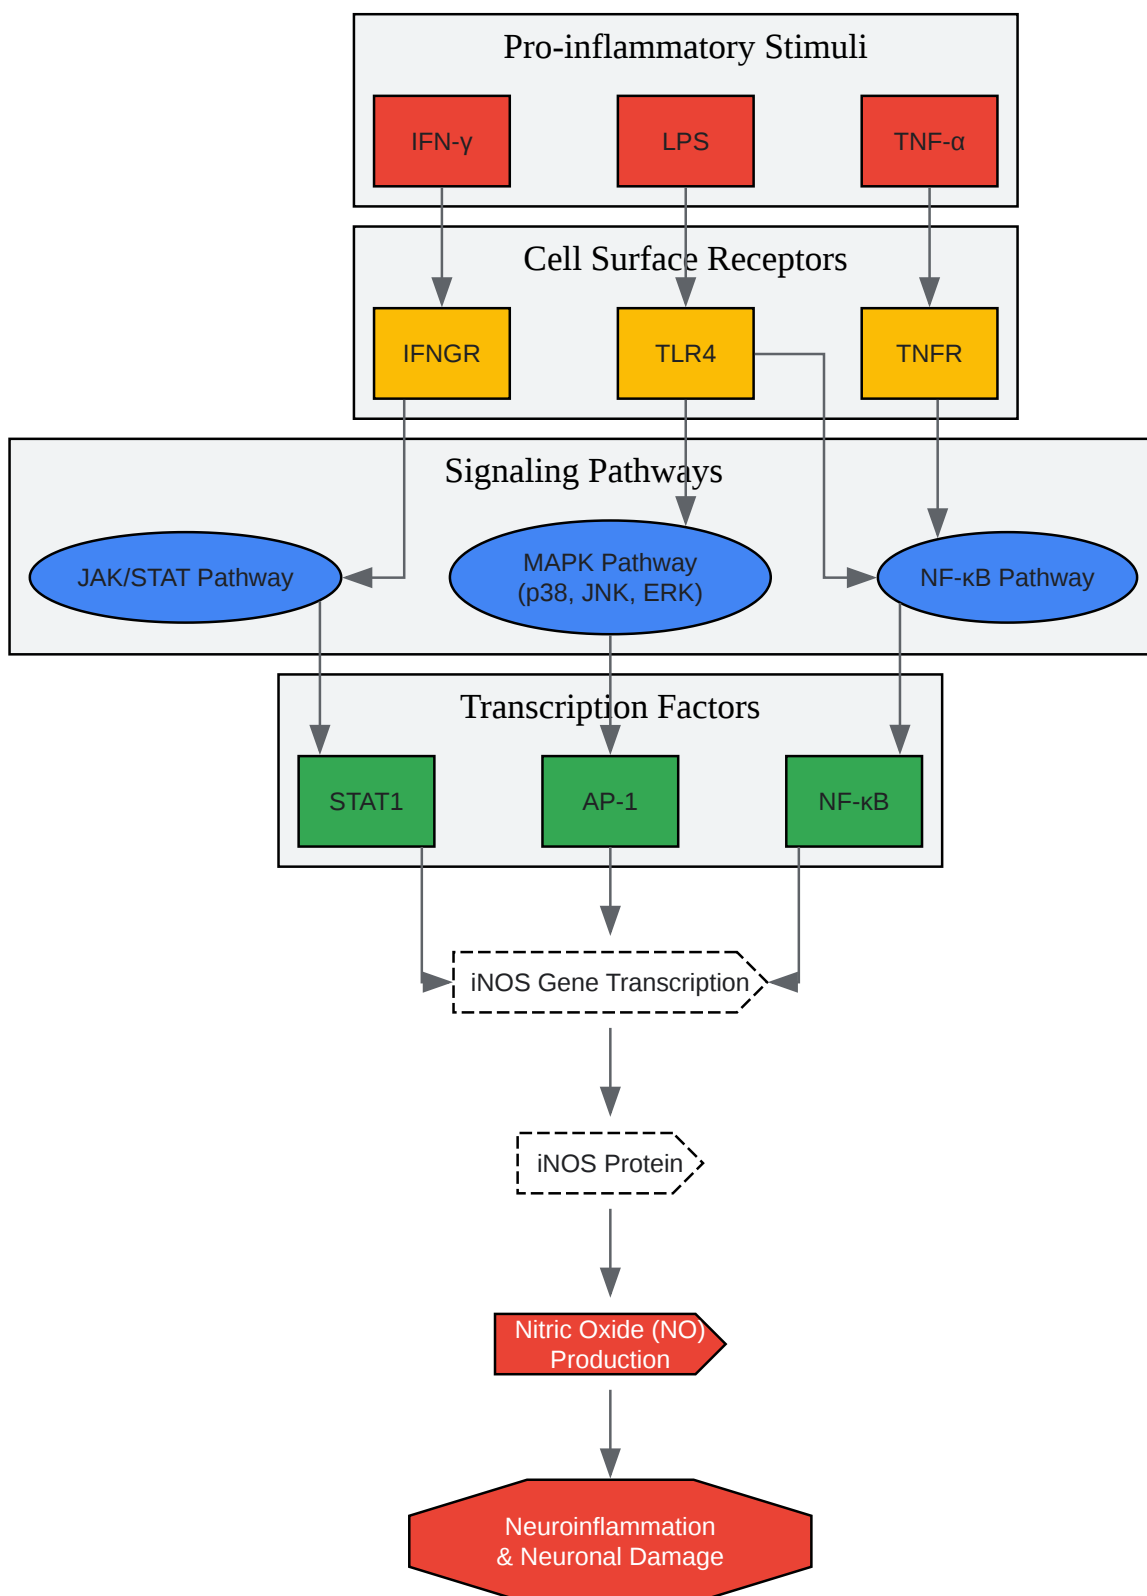 Pro-inflammatory Stimuli
IFN-γ
LPS
TNF-α
Cell Surface Receptors
IFNGR
TLR4
TNFR
Signaling Pathways
JAK/STAT Pathway
MAPK Pathway
(p38, JNK, ERK)
NF-κB Pathway
Transcription Factors
STAT1
AP-1
NF-κB
iNOS Gene Transcription
iNOS Protein
Nitric Oxide (NO)
Production
Neuroinflammation
& Neuronal Damage